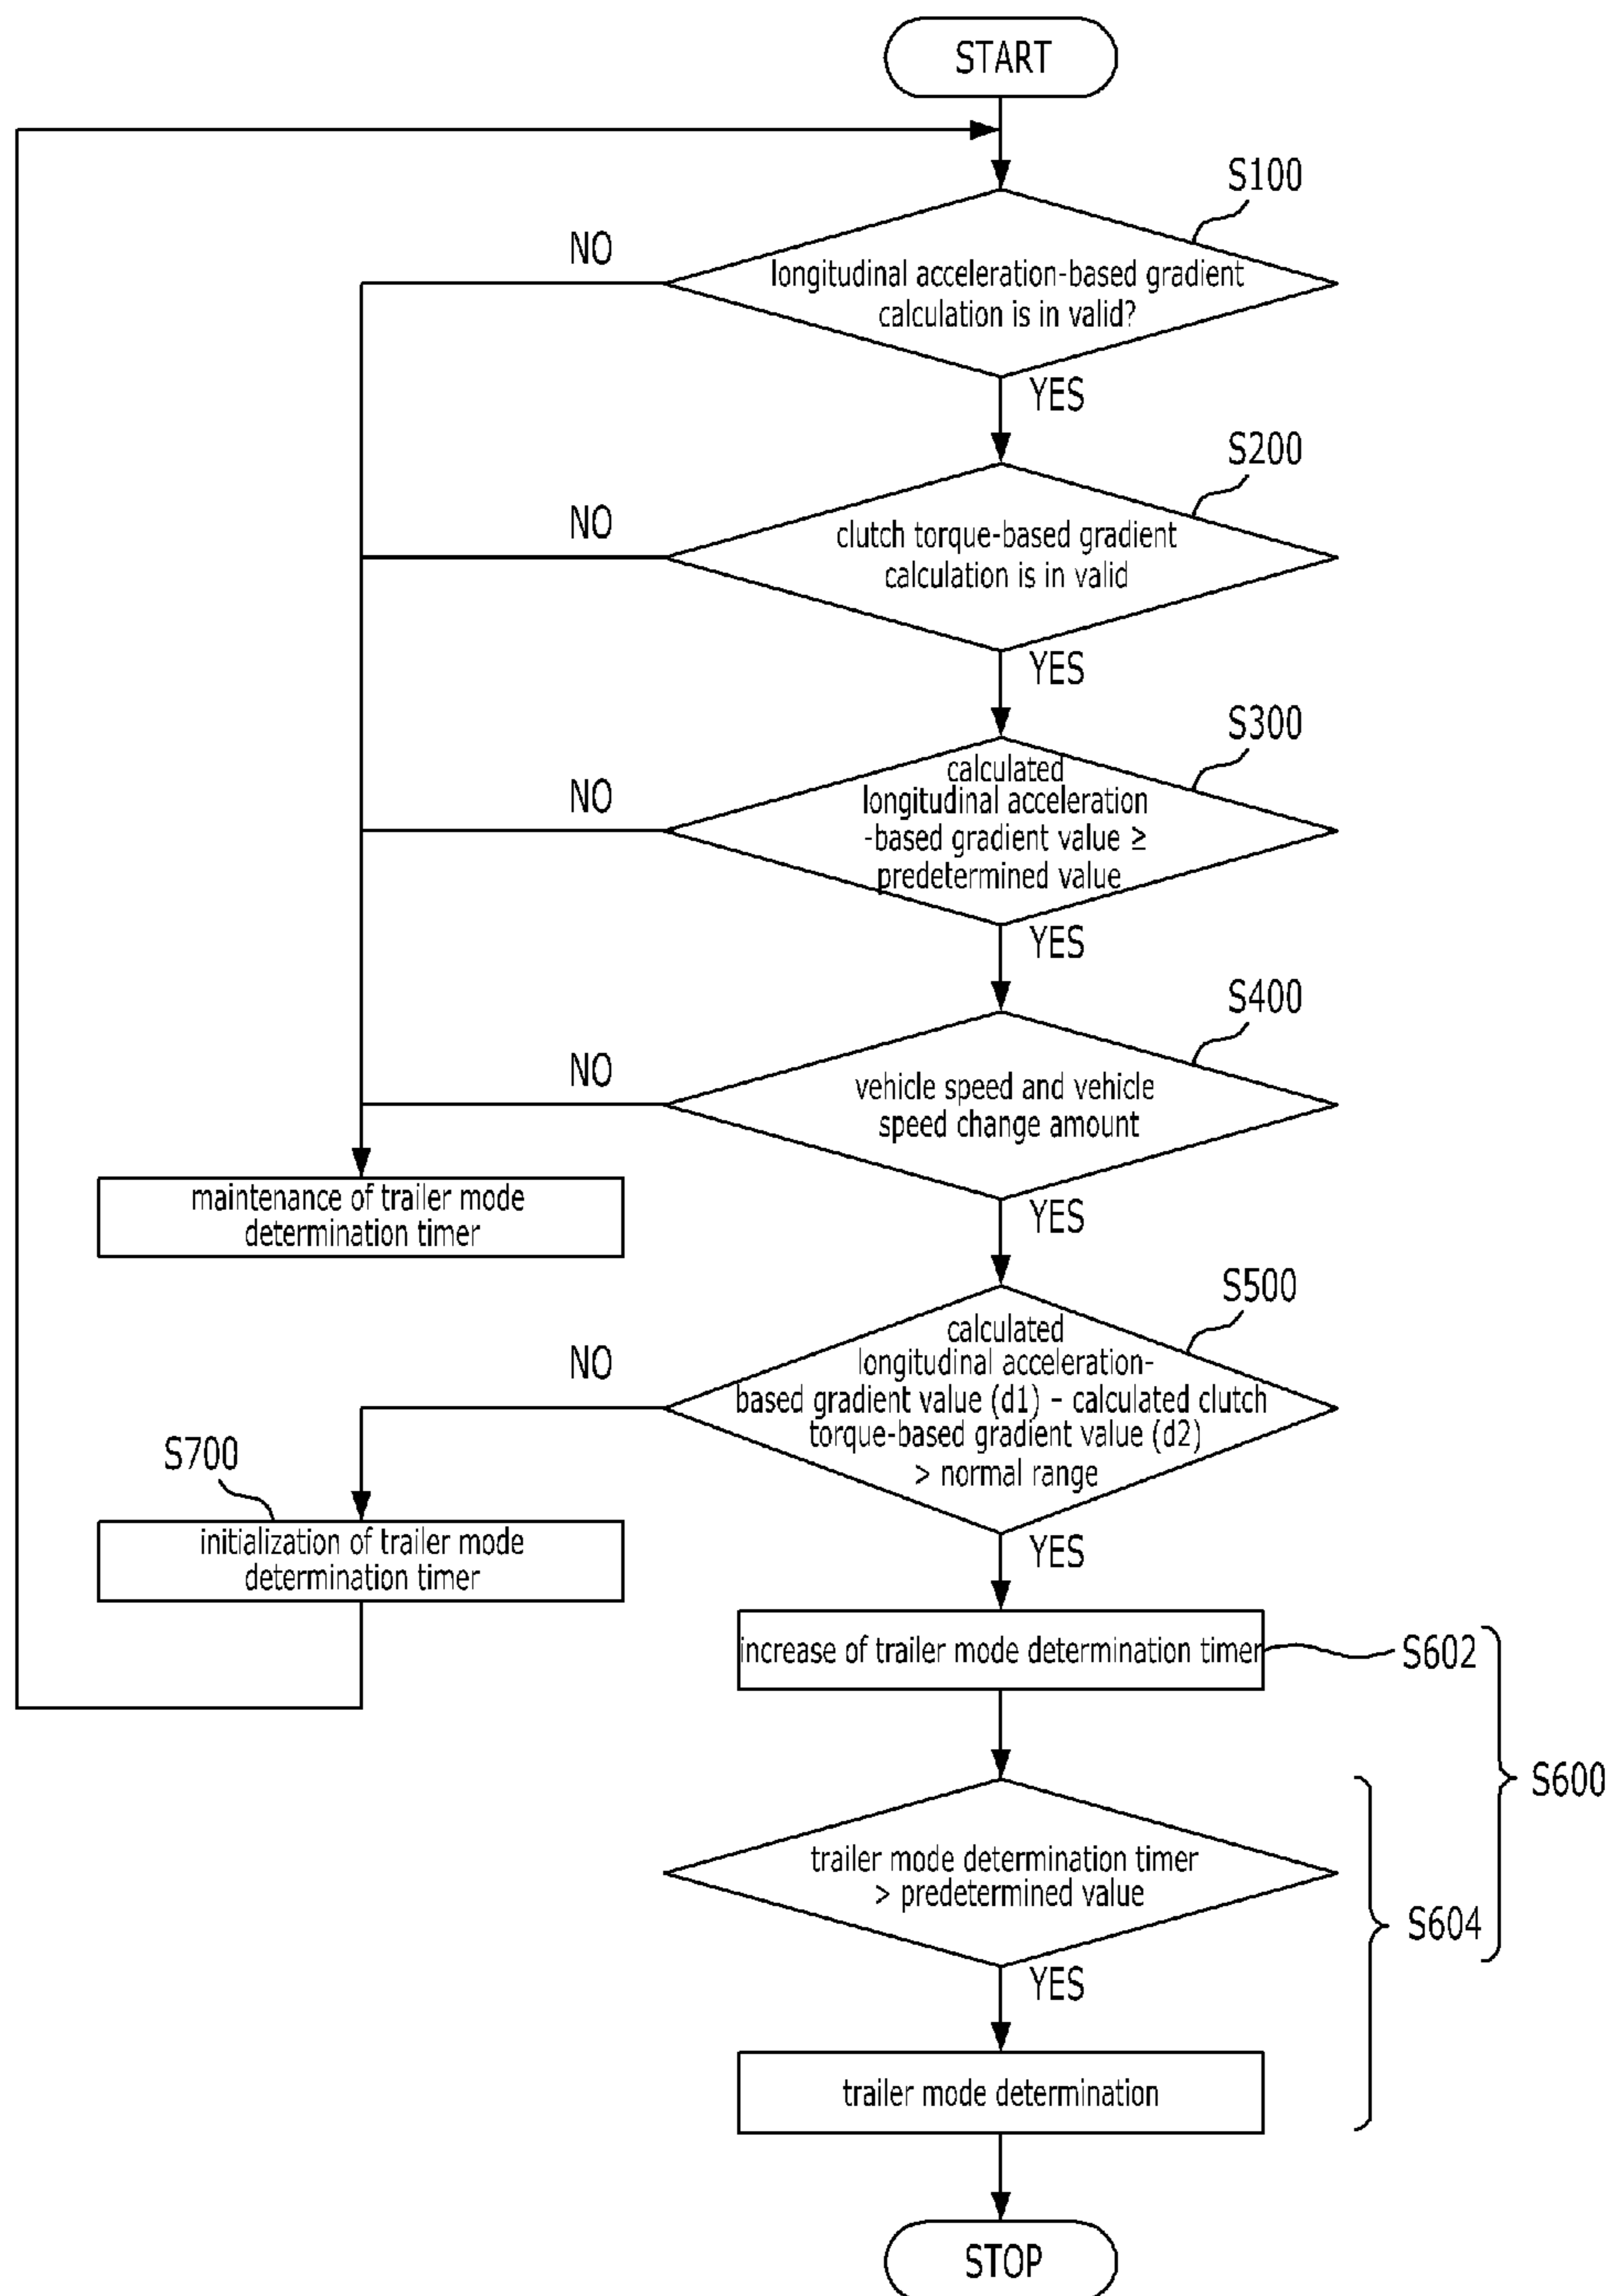 START
S100
NO
longitudinal acceleration-based gradient
calculation is in valid?
YES
S200
NO
clutch torque-based gradient
calculation is in valid
YES
S300
NO
calculated
longitudinal acceleration
-based gradient value ≥
predetermined value
YES
S400
NO
vehicle speed and vehicle
speed change amount
YES
maintenance of trailer mode
determination timer
S500
NO
calculated
longitudinal acceleration-
based gradient value (d1) – calculated clutch
torque-based gradient value (d2)
> normal range
YES
S700
initialization of trailer mode
determination timer
increase of trailer mode determination timer
S602
S600
trailer mode determination timer
> predetermined value
S604
YES
trailer mode determination
STOP